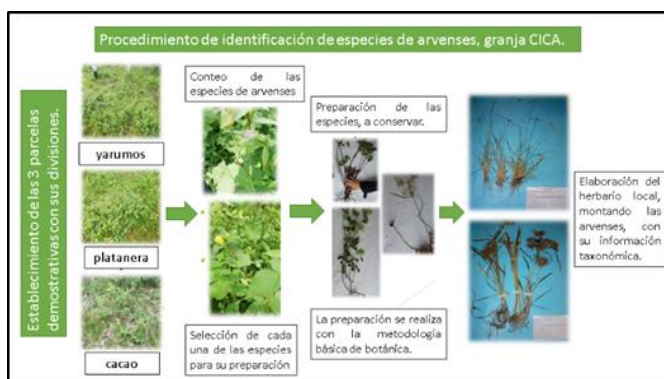 Procedimiento de identificación de especies de arvenses, granja CICA.
Establecimiento de las 3 parcelas
demostrativas con sus divisiones.
yarumos
platanera
cacao
Conteo de las
especies de arvenses
Selección de cada
una de las especies
para su preparación
Preparación de las
especies, a conservar.
La preparación se realiza
con la metodología
básica de botánica.
Elaboración del
herbario local,
montando las
arvenses, con
su información
taxonómica.